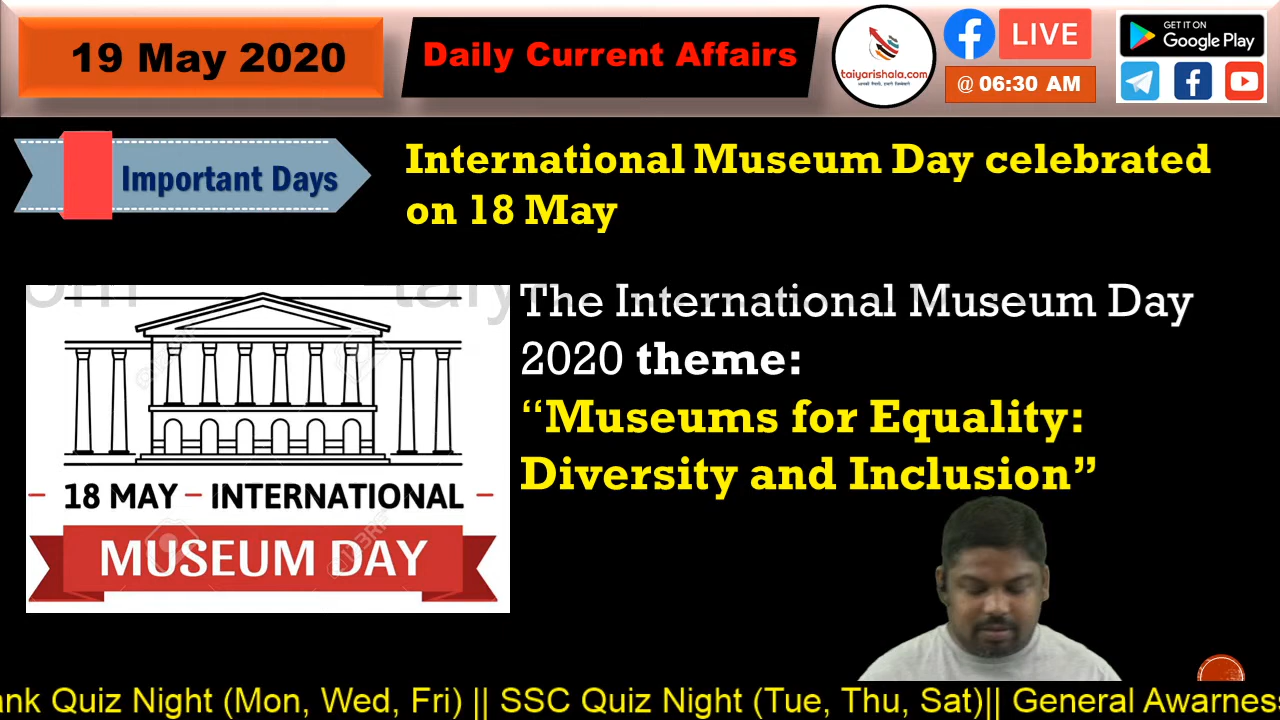 19 May 2020
Daily Current Affairs
taiyarishala.com
LIVE
@ 06:30 AM
GET IT ON
Google Play
Important Days
International Museum Day celebrated
on 18 May
The International Museum Day
2020 theme:
“Museums for Equality:
Diversity and Inclusion”
18 MAY – INTERNATIONAL
MUSEUM DAY
ank Quiz Night (Mon, Wed, Fri) || SSC Quiz Night (Tue, Thu, Sat)|| General Awarness